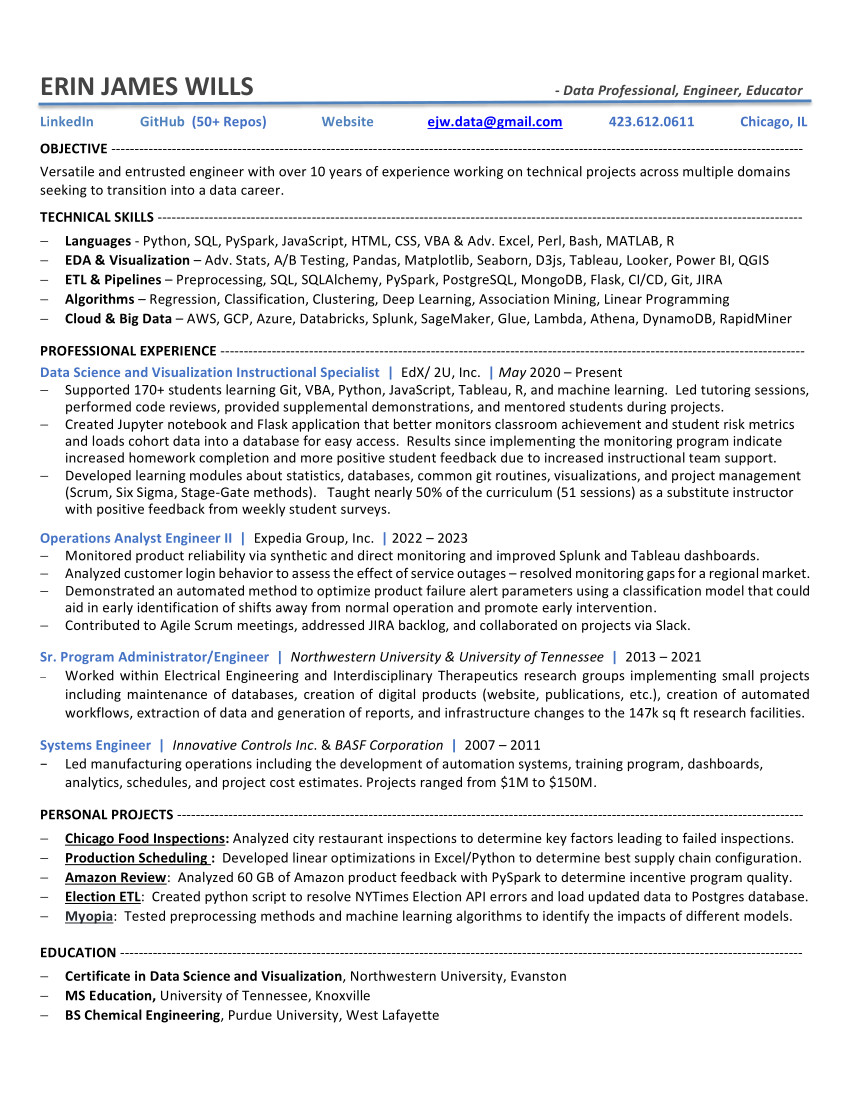 ERIN JAMES WILLS - Data Professional, Engineer, Educator
LinkedIn GitHub (50+ Repos) Website ejw.data@gmail.com 423.612.0611 Chicago, IL
OBJECTIVE ----------------------------------------------------------------
Versatile and entrusted engineer with over 10 years of experience working on technical projects across multiple domains
seeking to transition into a data career.
TECHNICAL SKILLS ----------------------------------------------------------------
– Languages - Python, SQL, PySpark, JavaScript, HTML, CSS, VBA & Adv. Excel, Perl, Bash, MATLAB, R
– EDA & Visualization – Adv. Stats, A/B Testing, Pandas, Matplotlib, Seaborn, D3js, Tableau, Looker, Power BI, QGIS
– ETL & Pipelines – Preprocessing, SQL, SQLAlchemy, PySpark, PostgreSQL, MongoDB, Flask, CI/CD, Git, JIRA
– Algorithms – Regression, Classification, Clustering, Deep Learning, Association Mining, Linear Programming
– Cloud & Big Data – AWS, GCP, Azure, Databricks, Splunk, SageMaker, Glue, Lambda, Athena, DynamoDB, RapidMiner
PROFESSIONAL EXPERIENCE ----------------------------------------------------------------
Data Science and Visualization Instructional Specialist | EdX/ 2U, Inc. | May 2020 – Present
– Supported 170+ students learning Git, VBA, Python, JavaScript, Tableau, R, and machine learning. Led tutoring sessions,
performed code reviews, provided supplemental demonstrations, and mentored students during projects.
– Created Jupyter notebook and Flask application that better monitors classroom achievement and student risk metrics
and loads cohort data into a database for easy access. Results since implementing the monitoring program indicate
increased homework completion and more positive student feedback due to increased instructional team support.
– Developed learning modules about statistics, databases, common git routines, visualizations, and project management
(Scrum, Six Sigma, Stage-Gate methods). Taught nearly 50% of the curriculum (51 sessions) as a substitute instructor
with positive feedback from weekly student surveys.
Operations Analyst Engineer II | Expedia Group, Inc. | 2022 – 2023
– Monitored product reliability via synthetic and direct monitoring and improved Splunk and Tableau dashboards.
– Analyzed customer login behavior to assess the effect of service outages – resolved monitoring gaps for a regional market.
– Demonstrated an automated method to optimize product failure alert parameters using a classification model that could
aid in early identification of shifts away from normal operation and promote early intervention.
– Contributed to Agile Scrum meetings, addressed JIRA backlog, and collaborated on projects via Slack.
Sr. Program Administrator/Engineer | Northwestern University & University of Tennessee | 2013 – 2021
– Worked within Electrical Engineering and Interdisciplinary Therapeutics research groups implementing small projects
including maintenance of databases, creation of digital products (website, publications, etc.), creation of automated
workflows, extraction of data and generation of reports, and infrastructure changes to the 147k sq ft research facilities.
Systems Engineer | Innovative Controls Inc. & BASF Corporation | 2007 – 2011
– Led manufacturing operations including the development of automation systems, training program, dashboards,
analytics, schedules, and project cost estimates. Projects ranged from $1M to $150M.
PERSONAL PROJECTS ----------------------------------------------------------------
– Chicago Food Inspections: Analyzed city restaurant inspections to determine key factors leading to failed inspections.
– Production Scheduling : Developed linear optimizations in Excel/Python to determine best supply chain configuration.
– Amazon Review: Analyzed 60 GB of Amazon product feedback with PySpark to determine incentive program quality.
– Election ETL: Created python script to resolve NYTimes Election API errors and load updated data to Postgres database.
– Myopia: Tested preprocessing methods and machine learning algorithms to identify the impacts of different models.
EDUCATION ----------------------------------------------------------------
– Certificate in Data Science and Visualization, Northwestern University, Evanston
– MS Education, University of Tennessee, Knoxville
– BS Chemical Engineering, Purdue University, West Lafayette